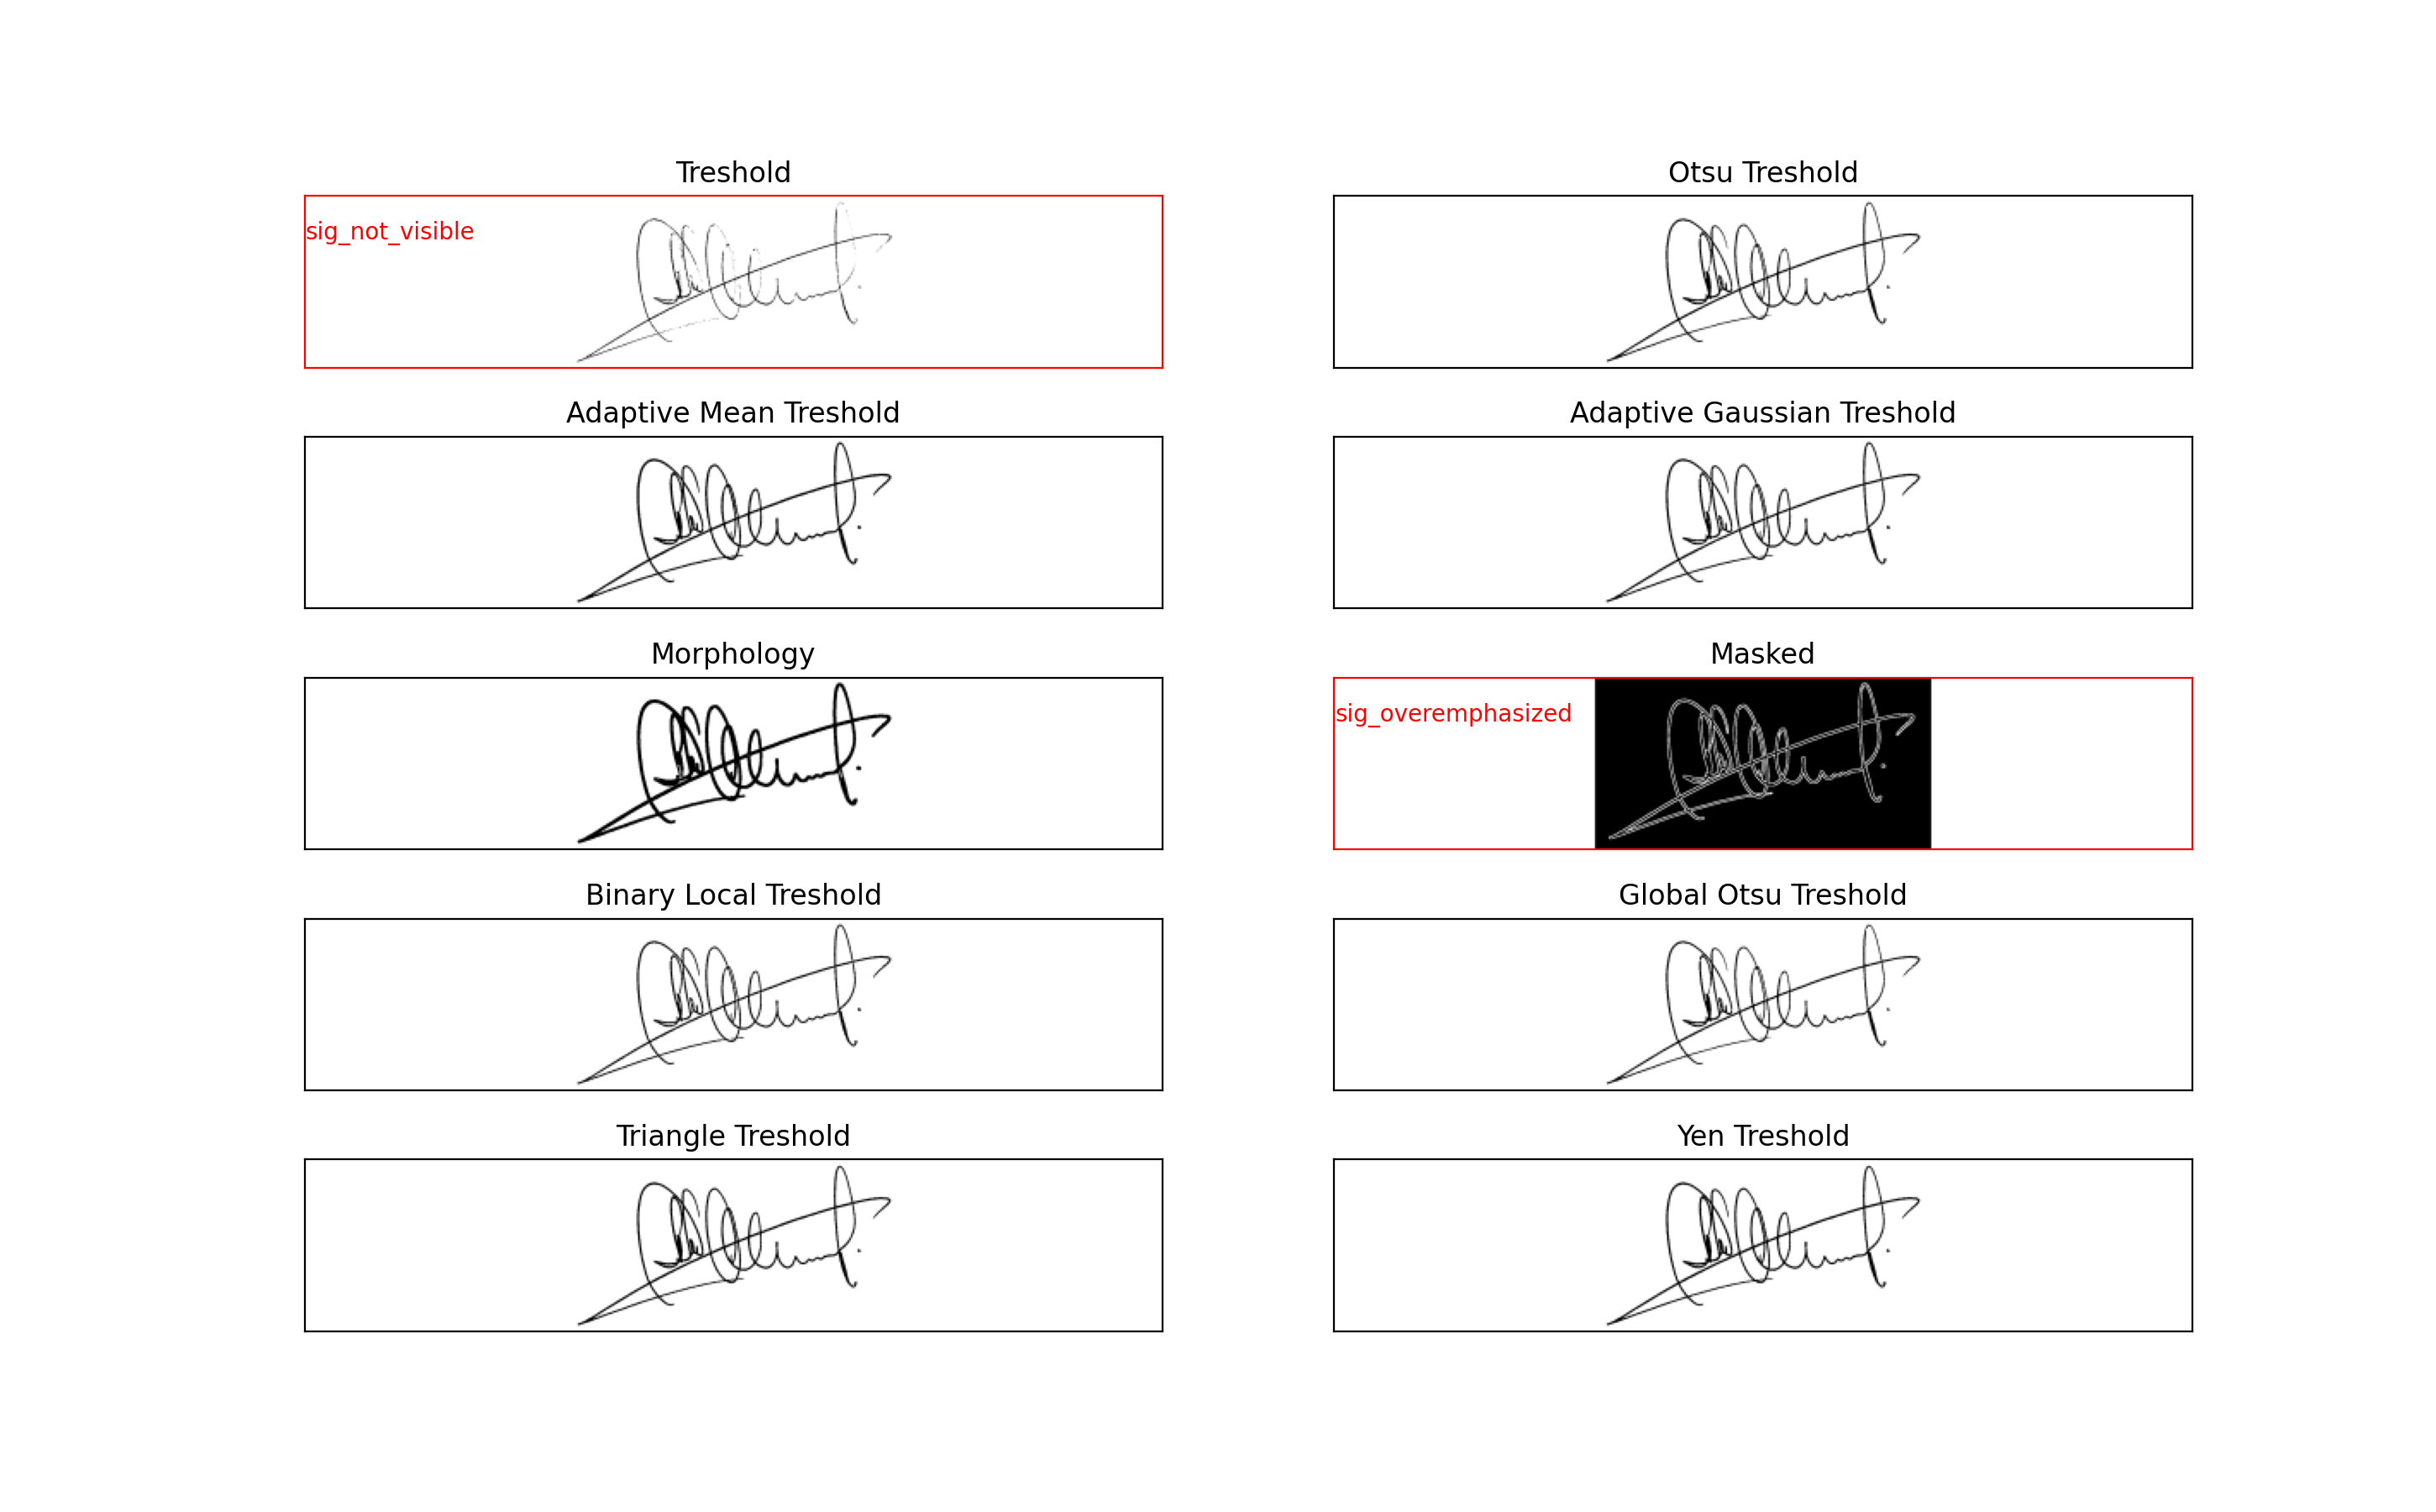 Treshold
Otsu Treshold
sig_not_visible
Adaptive Mean Treshold
Adaptive Gaussian Treshold
Morphology
Masked
sig_overemphasized
Binary Local Treshold
Global Otsu Treshold
Triangle Treshold
Yen Treshold